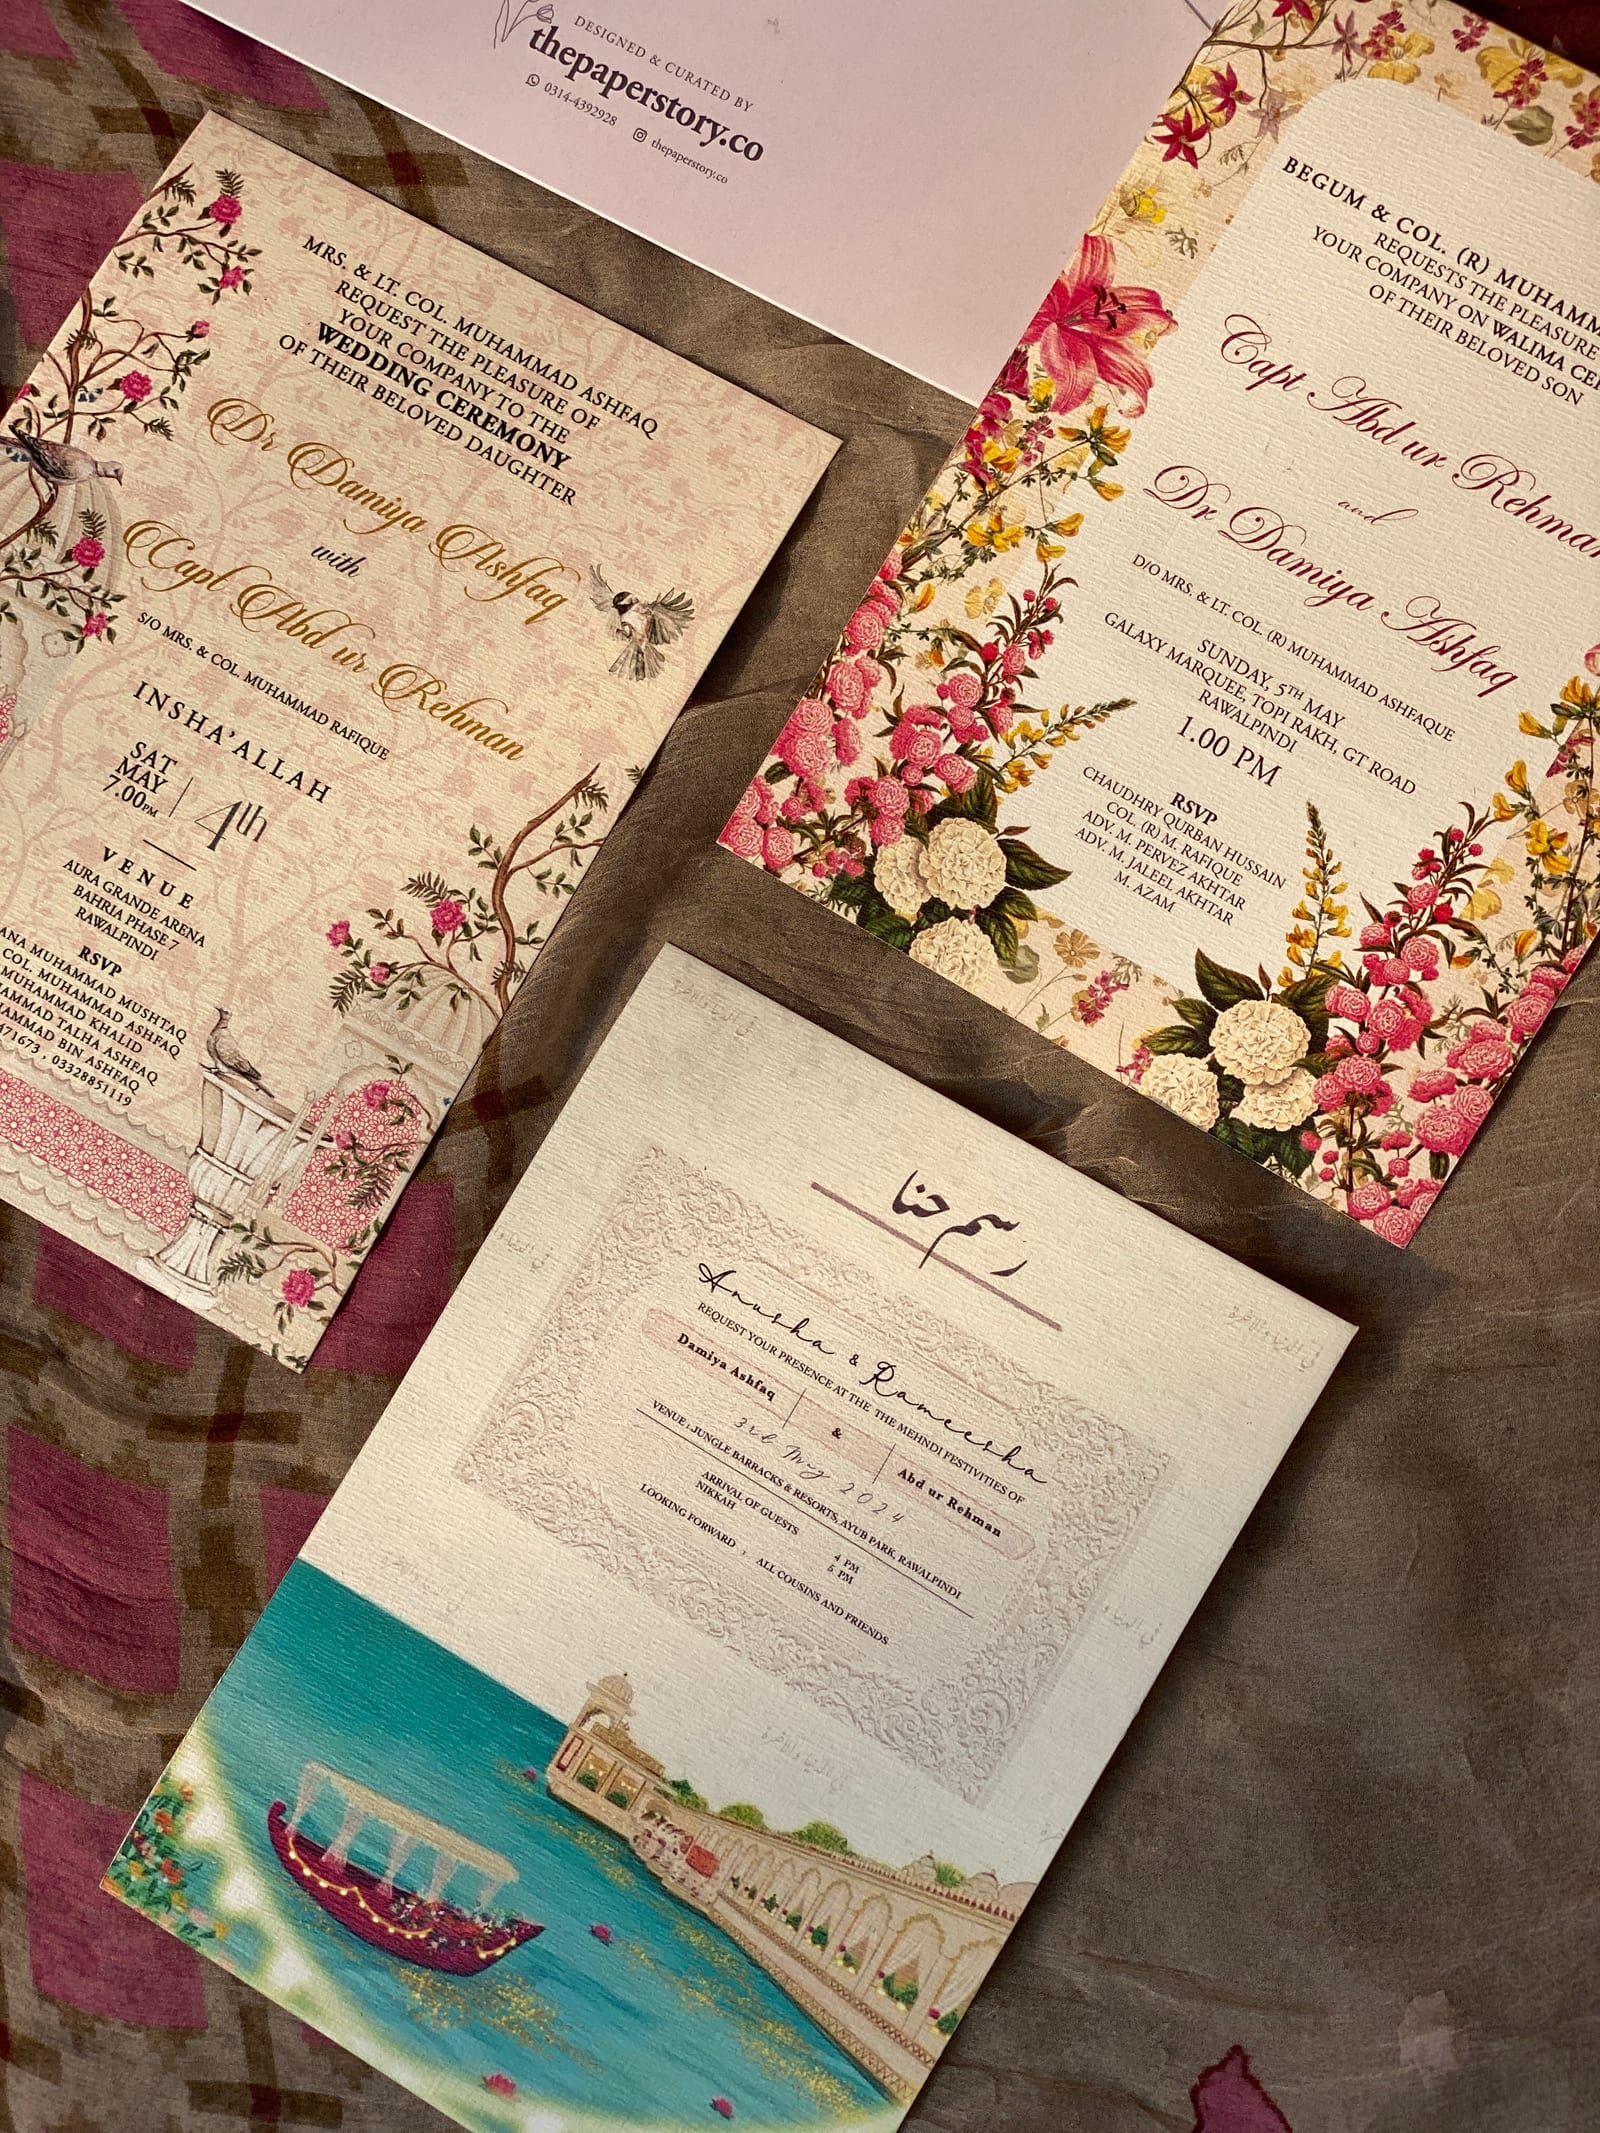 DESIGNED & CURATED BY
thepaperstory.co
0314-4392928 thepaperstory.co
MRS. & LT. COL. MUHAMMAD ASHFAQ
REQUEST THE PLEASURE OF
YOUR COMPANY TO THE
WEDDING CEREMONY
OF THEIR BELOVED DAUGHTER
Dr Damiya Ashfaq
with
Capt Abd ur Rehman
S/O MRS. & COL. MUHAMMAD RAFIQUE
INSHA'ALLAH
SAT
MAY
7.00PM
4th
VENUE
AURA GRANDE ARENA
BAHRIA PHASE 7
RAWALPINDI
RSVP
MUHAMMAD MUSHTAQ
COL. MUHAMMAD ASHFAQ
MUHAMMAD KHALID
TALHA ASHFAQ
BIN ASHFAQ
471673 , 03328851119
BEGUM & COL. (R)
REQUESTS THE PLEASURE
YOUR COMPANY ON WALIMA
OF THEIR BELOVED SON
Capt Abd ur Rehman
and
Dr Damiya Ashfaq
D/O MRS. & LT. COL. (R) MUHAMMAD ASHFAQUE
SUNDAY, 5TH MAY
GALAXY MARQUEE, TOPI RAKH, GT ROAD
RAWALPINDI
1.00 PM
RSVP
CHAUDHRY QURBAN HUSSAIN
COL. (R) M. RAFIQUE
ADV. M. PERVEZ AKHTAR
ADV. M. JALEEL AKHTAR
M. AZAM
رسم حنا
Anusha & Rameesha
REQUEST YOUR PRESENCE AT THE THE MEHNDI FESTIVITIES OF
Damiya Ashfaq & Abd ur Rehman
3rd May 2024
VENUE : JUNGLE BARRACKS & RESORTS, AYUB PARK, RAWALPINDI
ARRIVAL OF GUESTS 4 PM
NIKKAH 5 PM
LOOKING FORWARD , ALL COUSINS AND FRIENDS